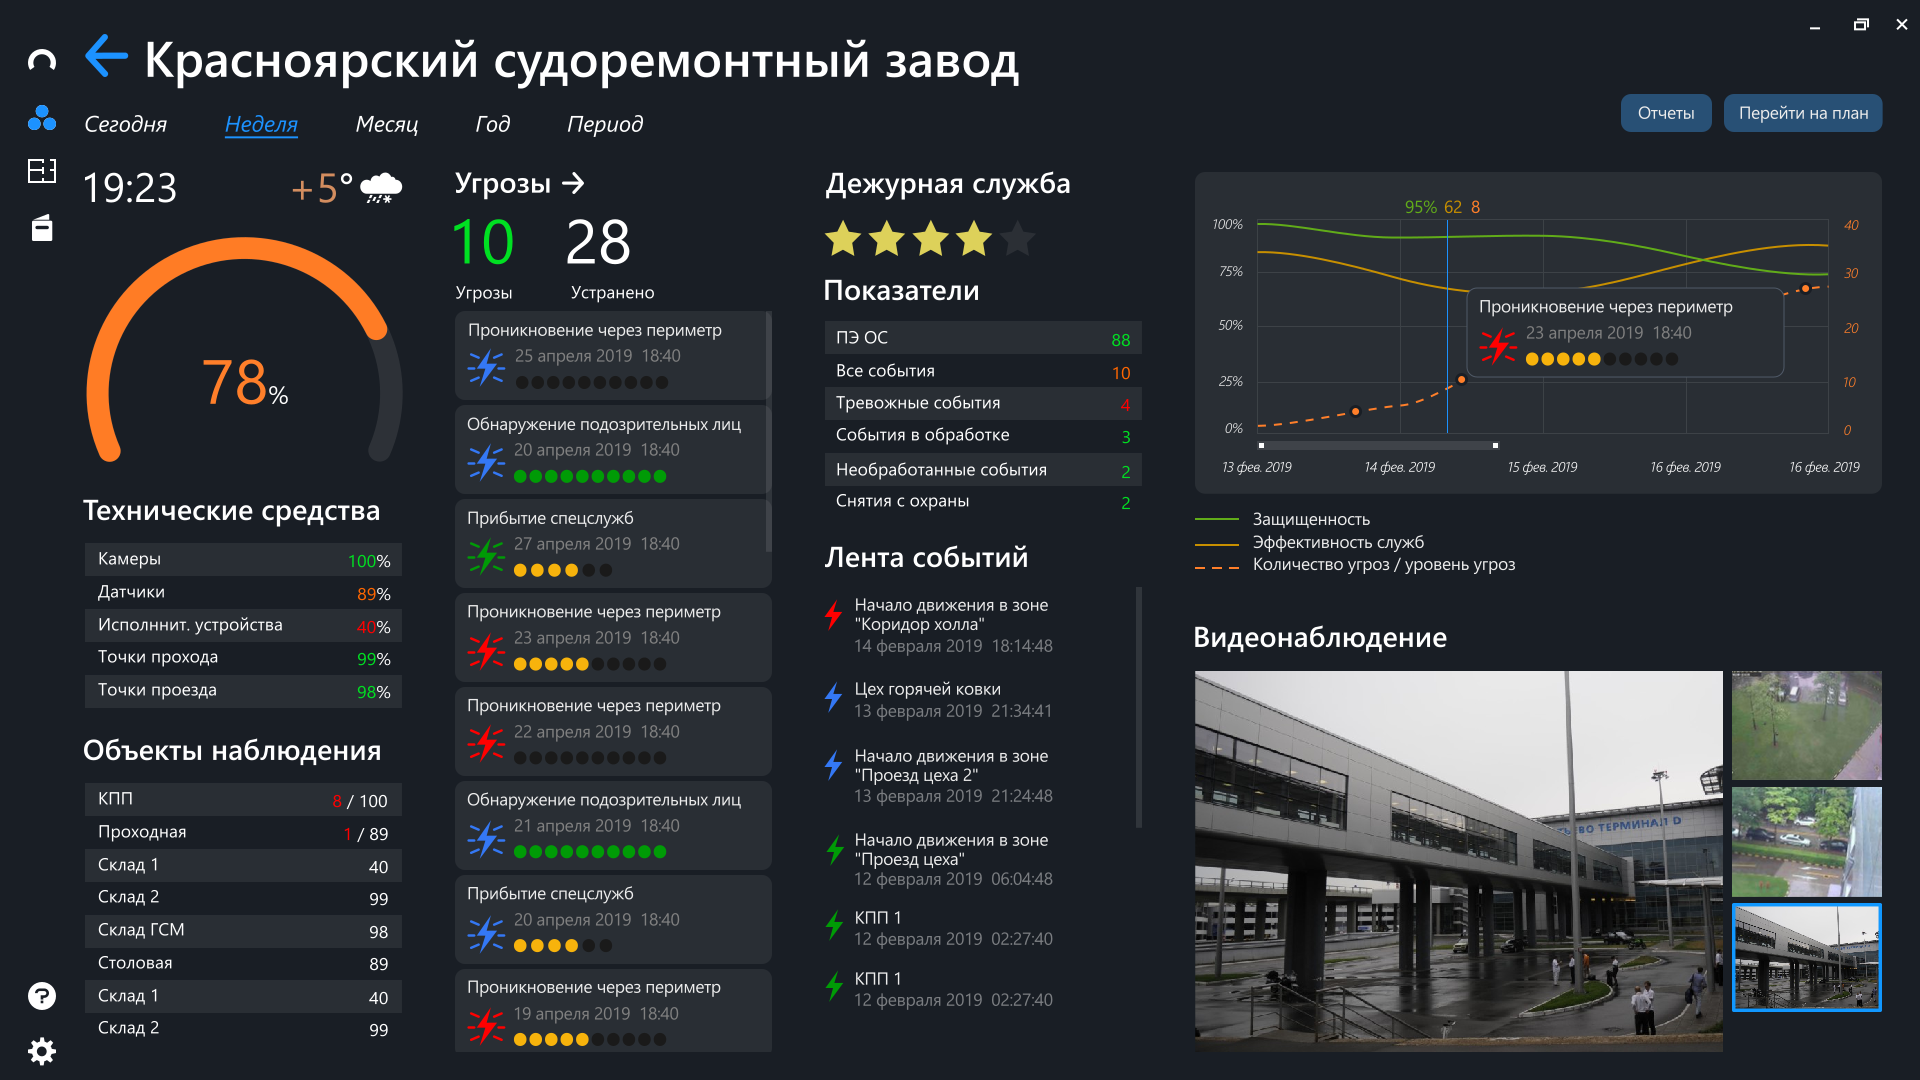 Красноярский судоремонтный завод
Сегодня
Неделя
Месяц
Год
Период
Отчеты
Перейти на план
19:23
+5°
78%
Технические средства
Камеры 100%
Датчики 89%
Исполннит. устройства 40%
Точки прохода 99%
Точки проезда 98%
Объекты наблюдения
КПП 8 / 100
Проходная 1 / 89
Склад 1 40
Склад 2 99
Склад ГСМ 98
Столовая 89
Склад 1 40
Склад 2 99
Угрозы
10 28
Угрозы Устранено
Проникновение через периметр
25 апреля 2019 18:40
Обнаружение подозрительных лиц
20 апреля 2019 18:40
Прибытие спецслужб
27 апреля 2019 18:40
Проникновение через периметр
23 апреля 2019 18:40
Проникновение через периметр
22 апреля 2019 18:40
Обнаружение подозрительных лиц
21 апреля 2019 18:40
Прибытие спецслужб
20 апреля 2019 18:40
Проникновение через периметр
19 апреля 2019 18:40
Дежурная служба
Показатели
ПЭ ОС 88
Все события 10
Тревожные события 4
События в обработке 3
Необработанные события 2
Снятия с охраны 2
Лента событий
Начало движения в зоне
"Коридор холла"
14 февраля 2019 18:14:48
Цех горячей ковки
13 февраля 2019 21:34:41
Начало движения в зоне
"Проезд цеха 2"
13 февраля 2019 21:24:48
Начало движения в зоне
"Проезд цеха"
12 февраля 2019 06:04:48
КПП 1
12 февраля 2019 02:27:40
КПП 1
12 февраля 2019 02:27:40
95% 62 8
100% 40
75% 30
50% 20
25% 10
0% 0
Проникновение через периметр
23 апреля 2019 18:40
13 фев. 2019 14 фев. 2019 15 фев. 2019 16 фев. 2019 16 фев. 2019
Защищенность
Эффективность служб
Количество угроз / уровень угроз
Видеонаблюдение
ТЕРМИНАЛ D